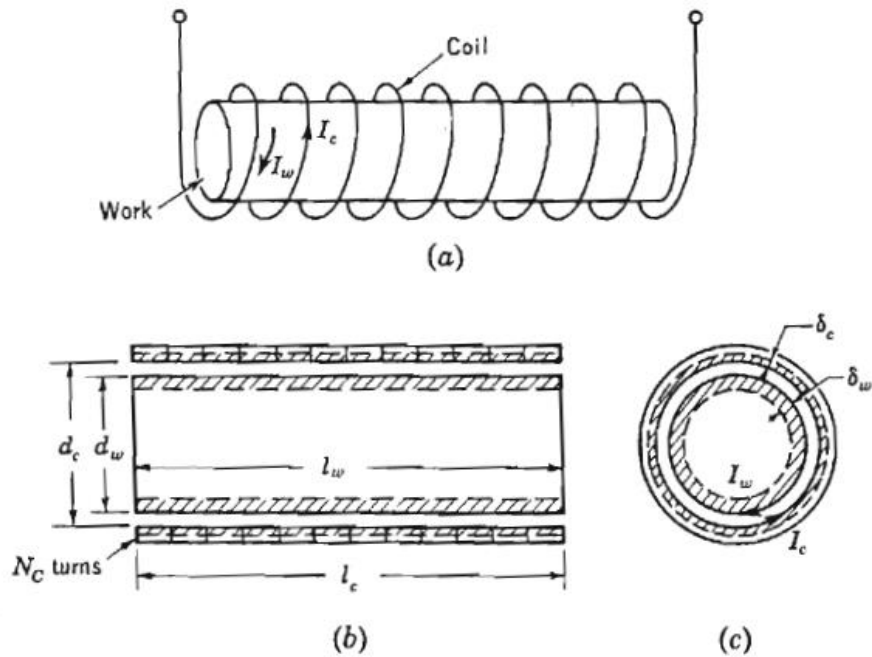 Coil
I_c
I_w
Work
(a)
δ_c
δ_w
d_c
d_w
l_w
I_w
I_c
N_C turns
l_c
(b)
(c)